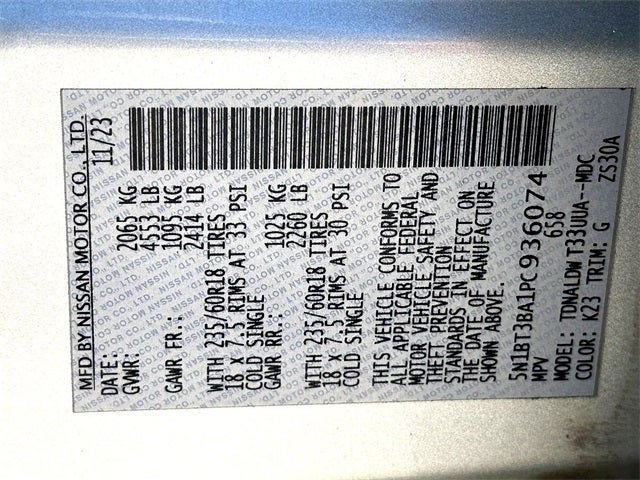 MFD BY NISSAN MOTOR CO., LTD.
DATE: 11/23
GVWR: 2065 KG
4553 LB
GAWR FR.: 1095 KG
2414 LB
WITH 235/60R18 TIRES
18 X 7.5 RIMS AT 33 PSI
COLD SINGLE
GAWR RR.: 1025 KG
2260 LB
WITH 235/60R18 TIRES
18 X 7.5 RIMS AT 30 PSI
COLD SINGLE
THIS VEHICLE CONFORMS TO
ALL APPLICABLE FEDERAL
MOTOR VEHICLE SAFETY AND
THEFT PREVENTION
STANDARDS IN EFFECT ON
THE DATE OF MANUFACTURE
SHOWN ABOVE.
5N1BT3BA1PC936074
MPV 658
MODEL: TDNALDW T33UUA--MDC
COLOR: K23 TRIM: G ZS30A